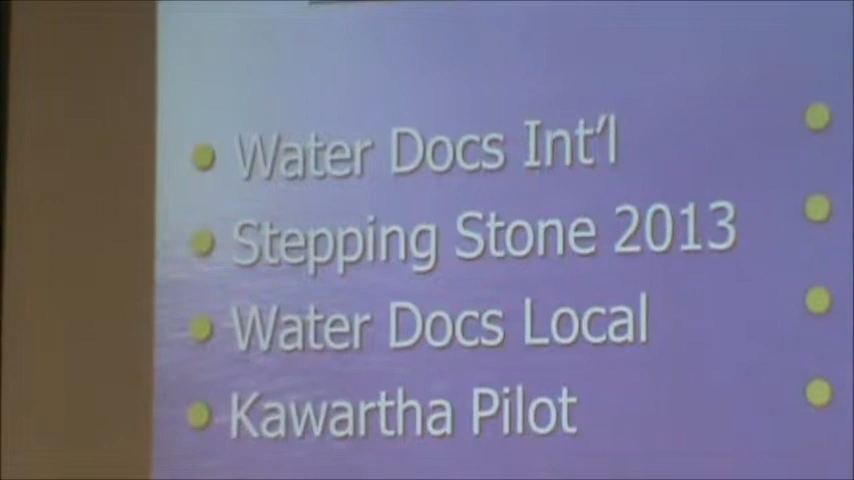 Water Docs Int'l
Stepping Stone 2013
Water Docs Local
Kawartha Pilot